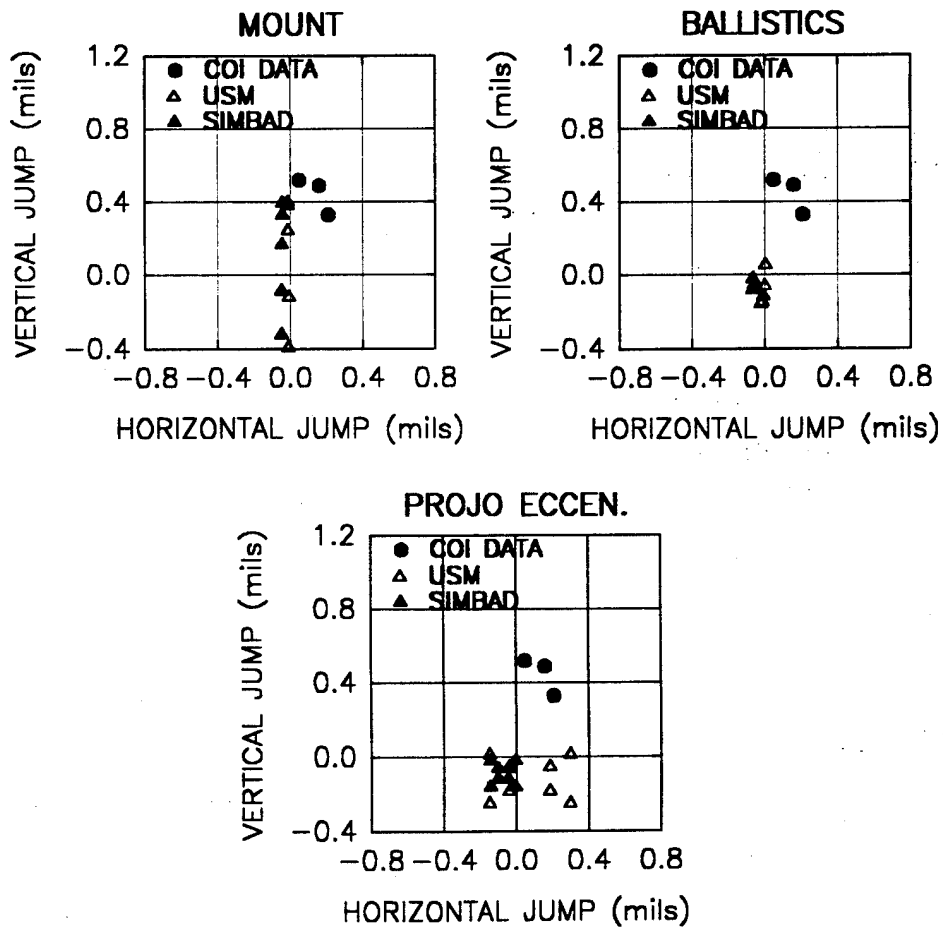 MOUNT
VERTICAL JUMP (mils)
1.2
0.8
0.4
0.0
−0.4
COI DATA
USM
SIMBAD
−0.8 −0.4 0.0 0.4 0.8
HORIZONTAL JUMP (mils)
BALLISTICS
VERTICAL JUMP (mils)
1.2
0.8
0.4
0.0
−0.4
COI DATA
USM
SIMBAD
−0.8 −0.4 0.0 0.4 0.8
HORIZONTAL JUMP (mils)
PROJO ECCEN.
VERTICAL JUMP (mils)
1.2
0.8
0.4
0.0
−0.4
COI DATA
USM
SIMBAD
−0.8 −0.4 0.0 0.4 0.8
HORIZONTAL JUMP (mils)